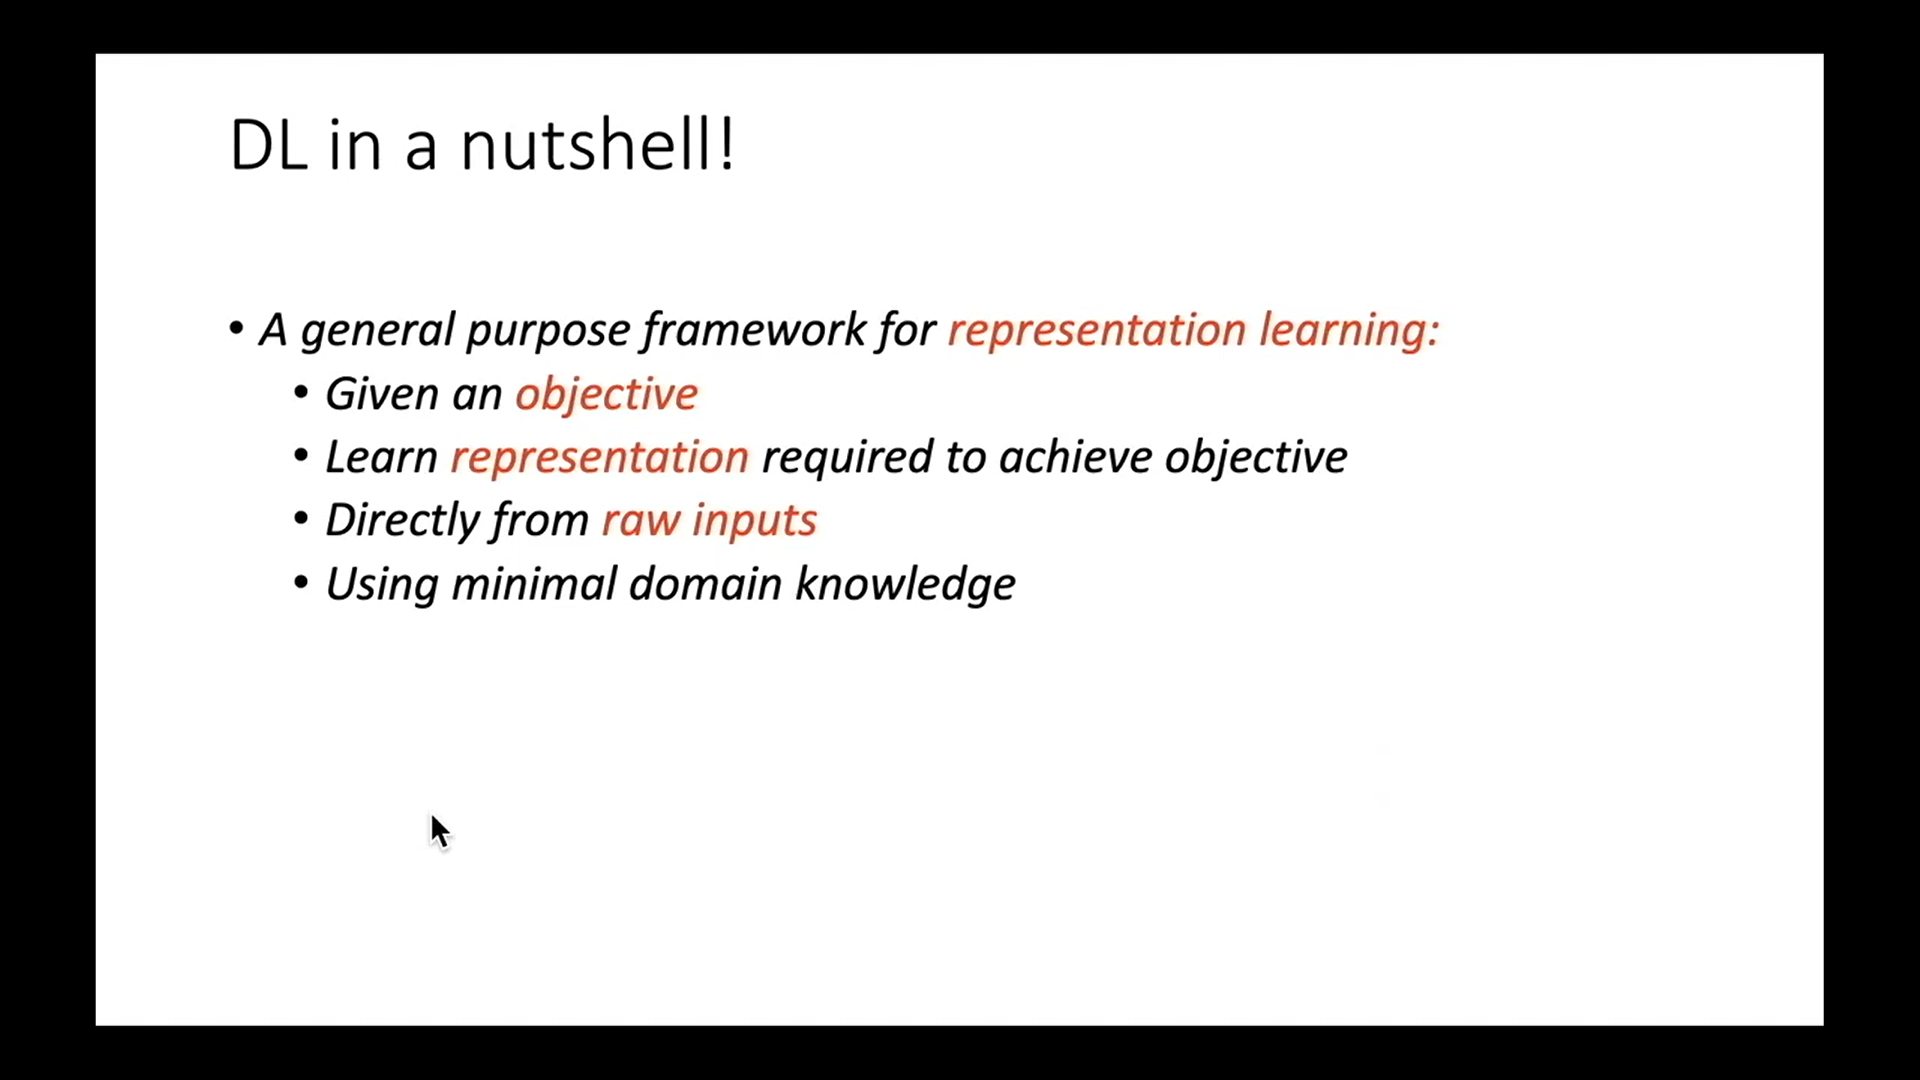 DL in a nutshell!
• A general purpose framework for representation learning:
• Given an objective
• Learn representation required to achieve objective
• Directly from raw inputs
• Using minimal domain knowledge